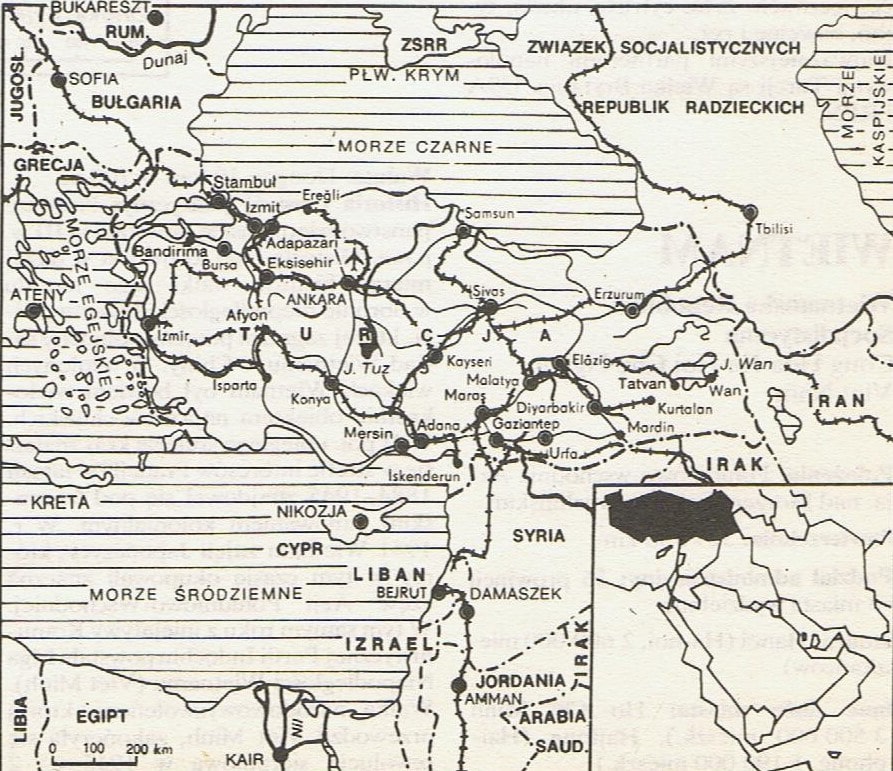 BUKARESZT
RUM.
Dunaj
ZSRR
ZWIĄZEK SOCJALISTYCZNYCH
REPUBLIK RADZIECKICH
PŁW. KRYM
MORZE KASPIJSKIE
JUGOSŁ.
SOFIA
BUŁGARIA
MORZE CZARNE
GRECJA
Stambuł
Ereğli
Izmit
Samsun
Tbilisi
Adapazari
Bandirima
Bursa
Eksisehir
MORZE EGEJSKIE
ANKARA
Sivas
Erzurum
ATENY
Afyon
T U R C J A
Izmir
Kayseri
Elâzig
J. Wan
J. Tuz
Malatya
Tatvan
Wan
Isparta
Konya
Maraş
Diyarbakir
Kurtalan
IRAN
Mersin
Adana
Gaziantep
Mardin
Urfa
IRAK
Iskenderun
KRETA
NIKOZJA
CYPR
SYRIA
LIBAN
MORZE ŚRÓDZIEMNE
BEJRUT
DAMASZEK
IZRAEL
IRAK
JORDANIA
AMMAN
LIBIA
EGIPT
Nil
ARABIA
SAUD.
0 100 200 km
KAIR